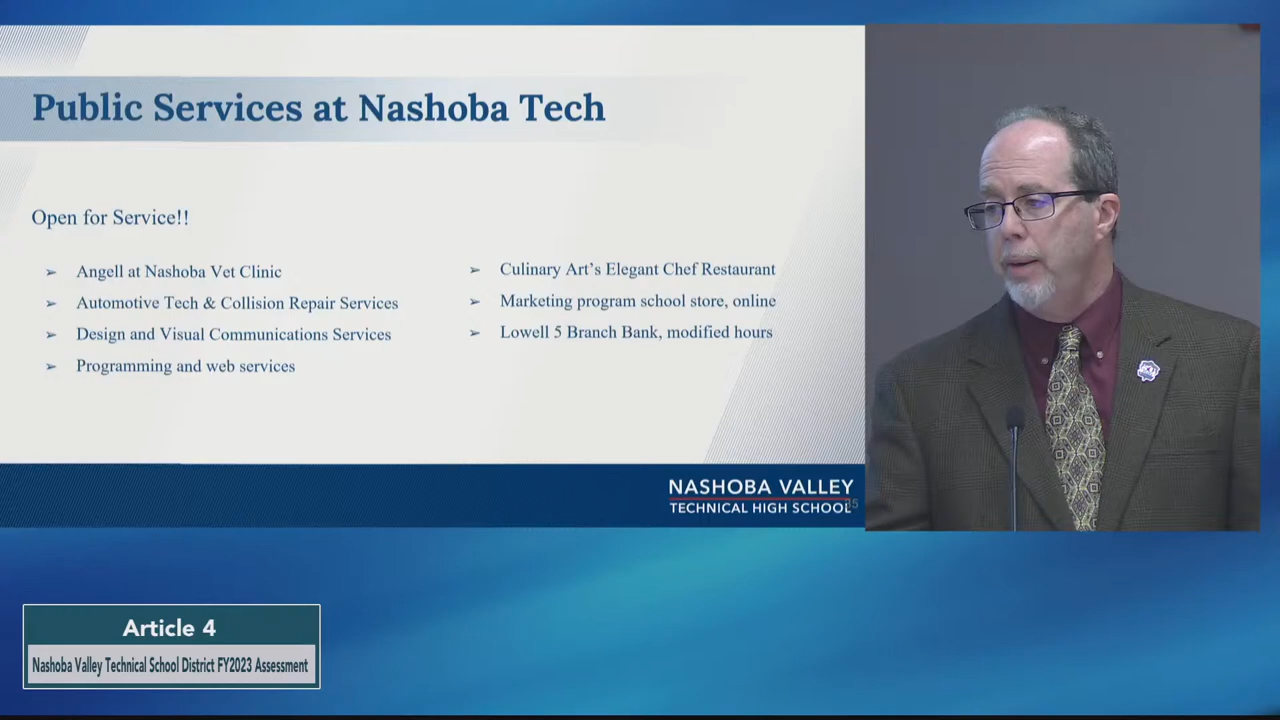 Public Services at Nashoba Tech
Open for Service!!
➢ Angell at Nashoba Vet Clinic
➢ Automotive Tech & Collision Repair Services
➢ Design and Visual Communications Services
➢ Programming and web services
➢ Culinary Art's Elegant Chef Restaurant
➢ Marketing program school store, online
➢ Lowell 5 Branch Bank, modified hours
NASHOBA VALLEY
TECHNICAL HIGH SCHOOL
Article 4
Nashoba Valley Technical School District FY2023 Assessment